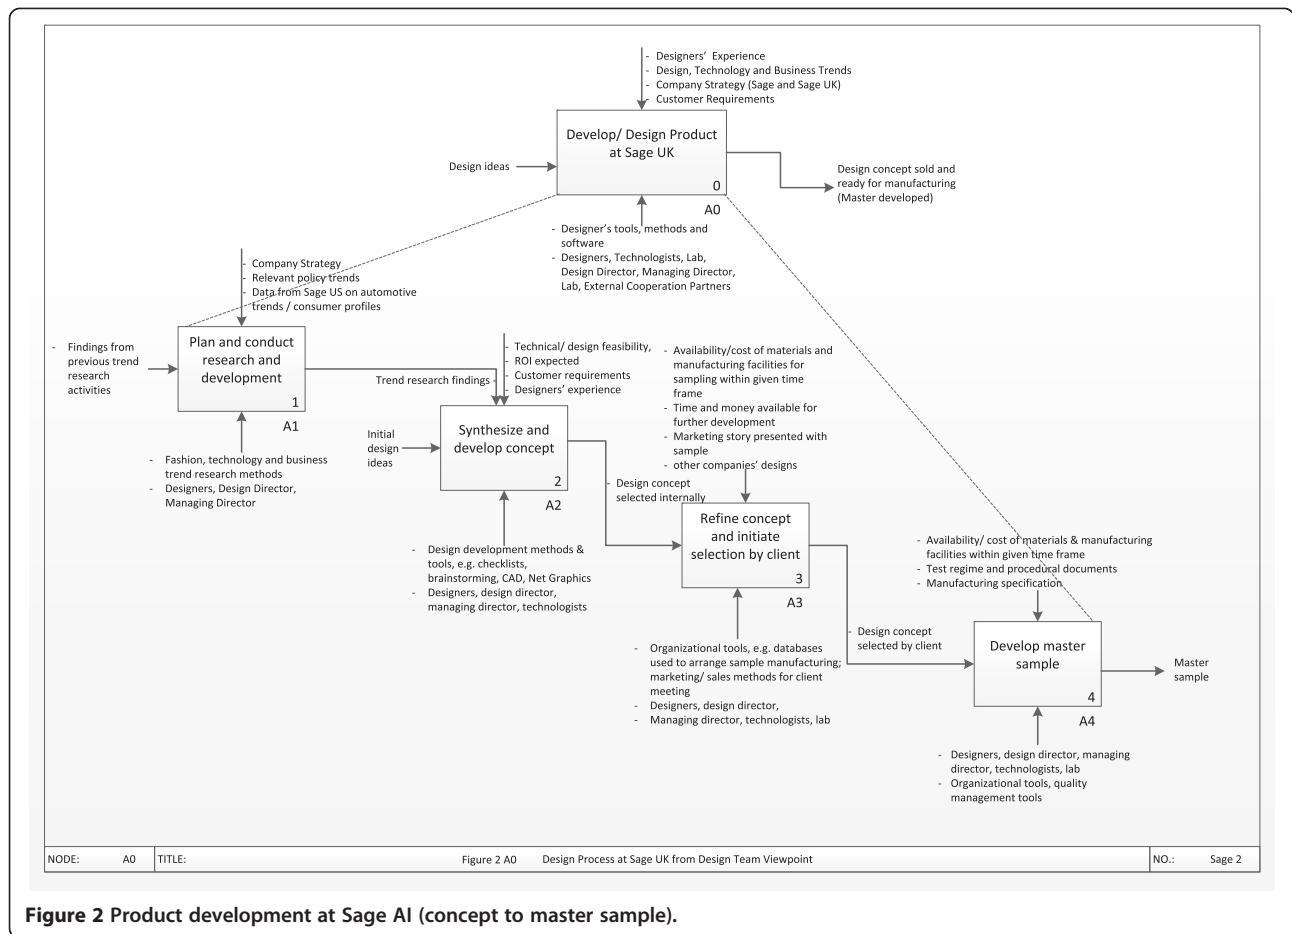 - Designers’ Experience
- Design, Technology and Business Trends
- Company Strategy (Sage and Sage UK)
- Customer Requirements
Develop/ Design Product
at Sage UK
0
A0
Design ideas
Design concept sold and
ready for manufacturing
(Master developed)
- Designer’s tools, methods and
software
- Designers, Technologists, Lab,
Design Director, Managing Director,
Lab, External Cooperation Partners
- Company Strategy
- Relevant policy trends
- Data from Sage US on automotive
trends / consumer profiles
- Findings from
previous trend
research
activities
Plan and conduct
research and
development
1
A1
- Fashion, technology and business
trend research methods
- Designers, Design Director,
Managing Director
Trend research findings
- Technical/ design feasibility,
- ROI expected
- Customer requirements
- Designers’ experience
Initial
design
ideas
Synthesize and
develop concept
2
A2
- Design development methods &
tools, e.g. checklists,
brainstorming, CAD, Net Graphics
- Designers, design director,
managing director, technologists
- Design concept
selected internally
- Availability/cost of materials and
manufacturing facilities for
sampling within given time
frame
- Time and money available for
further development
- Marketing story presented with
sample
- other companies’ designs
Refine concept
and initiate
selection by client
3
A3
- Organizational tools, e.g. databases
used to arrange sample manufacturing;
marketing/ sales methods for client
meeting
- Designers, design director,
- Managing director, technologists, lab
- Design concept
selected by client
- Availability/ cost of materials & manufacturing
facilities within given time frame
- Test regime and procedural documents
- Manufacturing specification
Develop master
sample
4
A4
Master
sample
- Designers, design director, managing
director, technologists, lab
- Organizational tools, quality
management tools
NODE: A0 TITLE: Figure 2 A0 Design Process at Sage UK from Design Team Viewpoint NO.: Sage 2
Figure 2 Product development at Sage AI (concept to master sample).